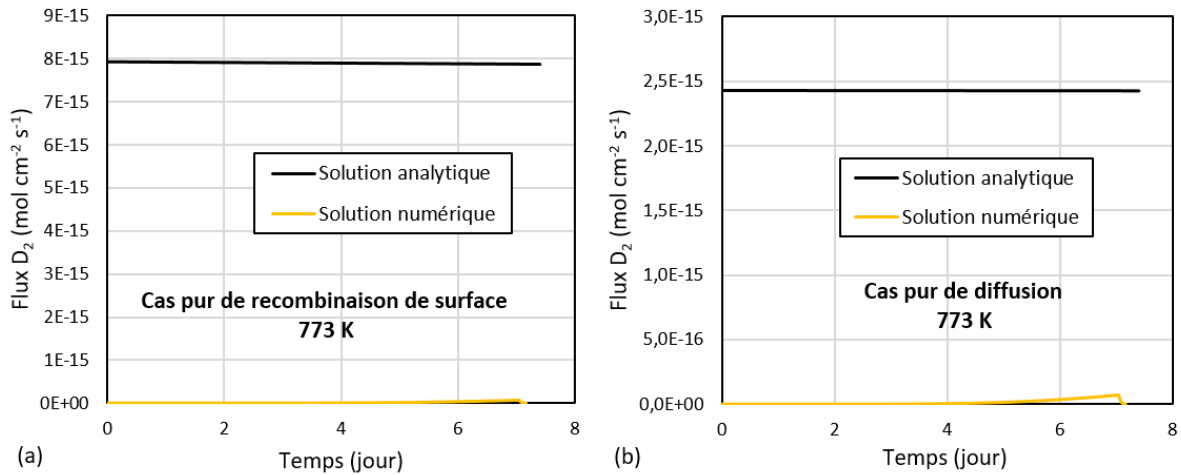 9E-15
8E-15
7E-15
6E-15
5E-15
4E-15
3E-15
2E-15
1E-15
0E+00
Flux D₂ (mol cm⁻² s⁻¹)
Solution analytique
Solution numérique
Cas pur de recombinaison de surface
773 K
0 2 4 6 8
(a) Temps (jour)
3,0E-15
2,5E-15
2,0E-15
1,5E-15
1,0E-15
5,0E-16
0,0E+00
Flux D₂ (mol cm⁻² s⁻¹)
Solution analytique
Solution numérique
Cas pur de diffusion
773 K
0 2 4 6 8
(b) Temps (jour)